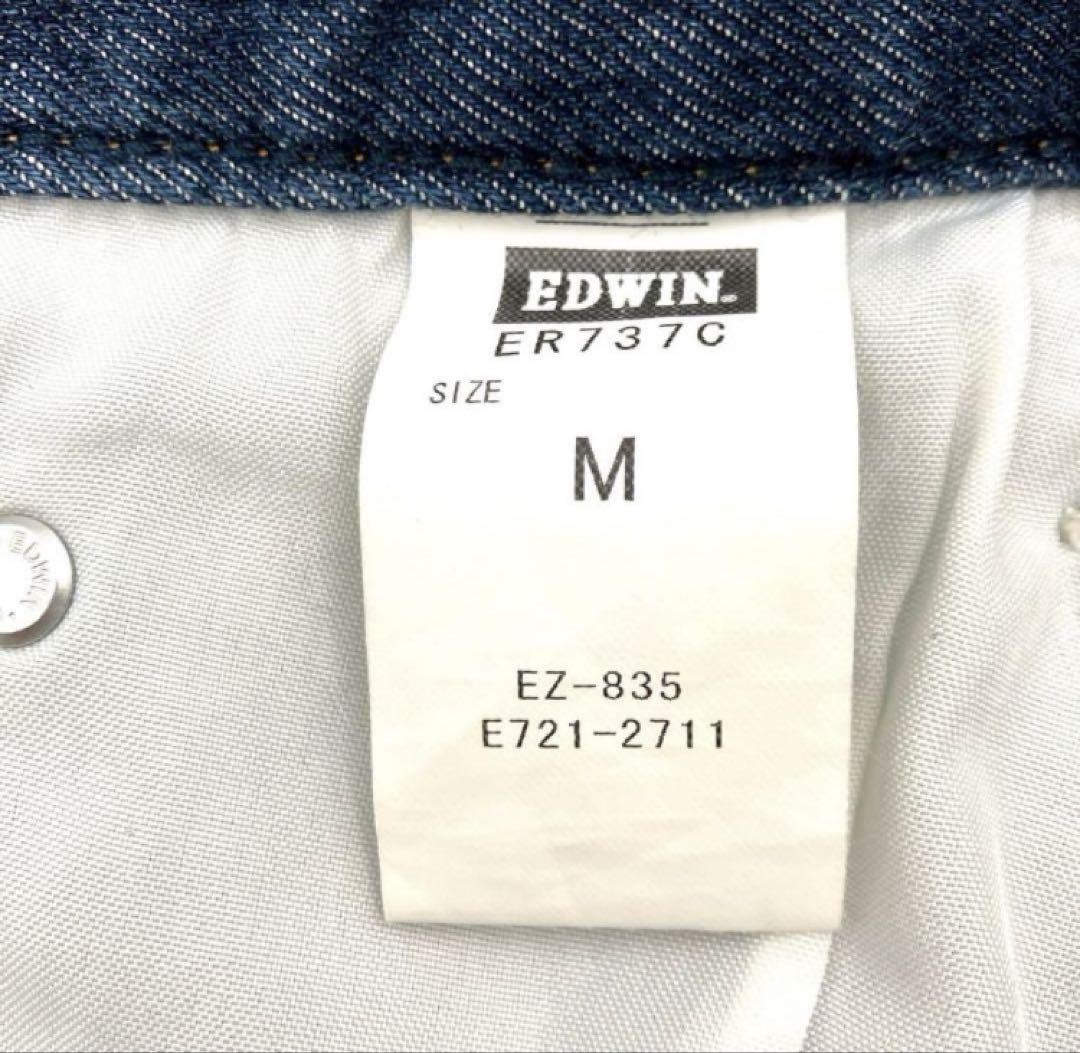 EDWIN
ER737C
SIZE
M
EZ-835
E721-2711